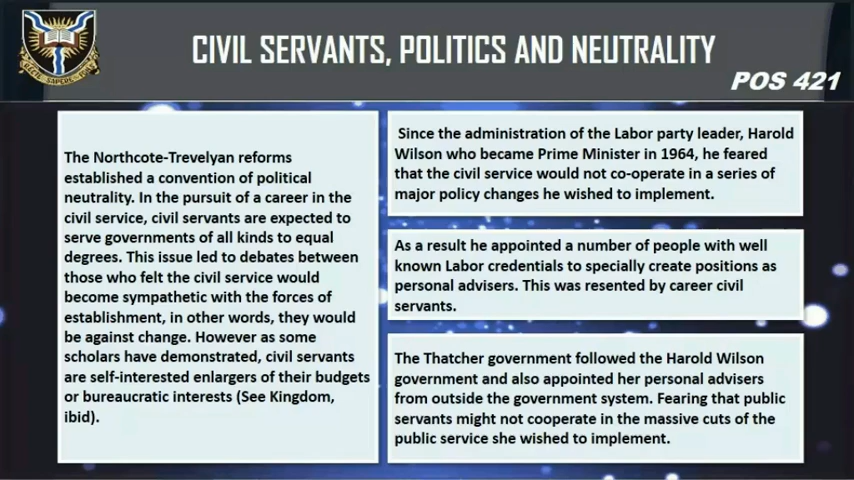 CIVIL SERVANTS, POLITICS AND NEUTRALITY
POS 421
The Northcote-Trevelyan reforms
established a convention of political
neutrality. In the pursuit of a career in the
civil service, civil servants are expected to
serve governments of all kinds to equal
degrees. This issue led to debates between
those who felt the civil service would
become sympathetic with the forces of
establishment, in other words, they would
be against change. However as some
scholars have demonstrated, civil servants
are self-interested enlargers of their budgets
or bureaucratic interests (See Kingdom,
ibid).
Since the administration of the Labor party leader, Harold
Wilson who became Prime Minister in 1964, he feared
that the civil service would not co-operate in a series of
major policy changes he wished to implement.
As a result he appointed a number of people with well
known Labor credentials to specially create positions as
personal advisers. This was resented by career civil
servants.
The Thatcher government followed the Harold Wilson
government and also appointed her personal advisers
from outside the government system. Fearing that public
servants might not cooperate in the massive cuts of the
public service she wished to implement.